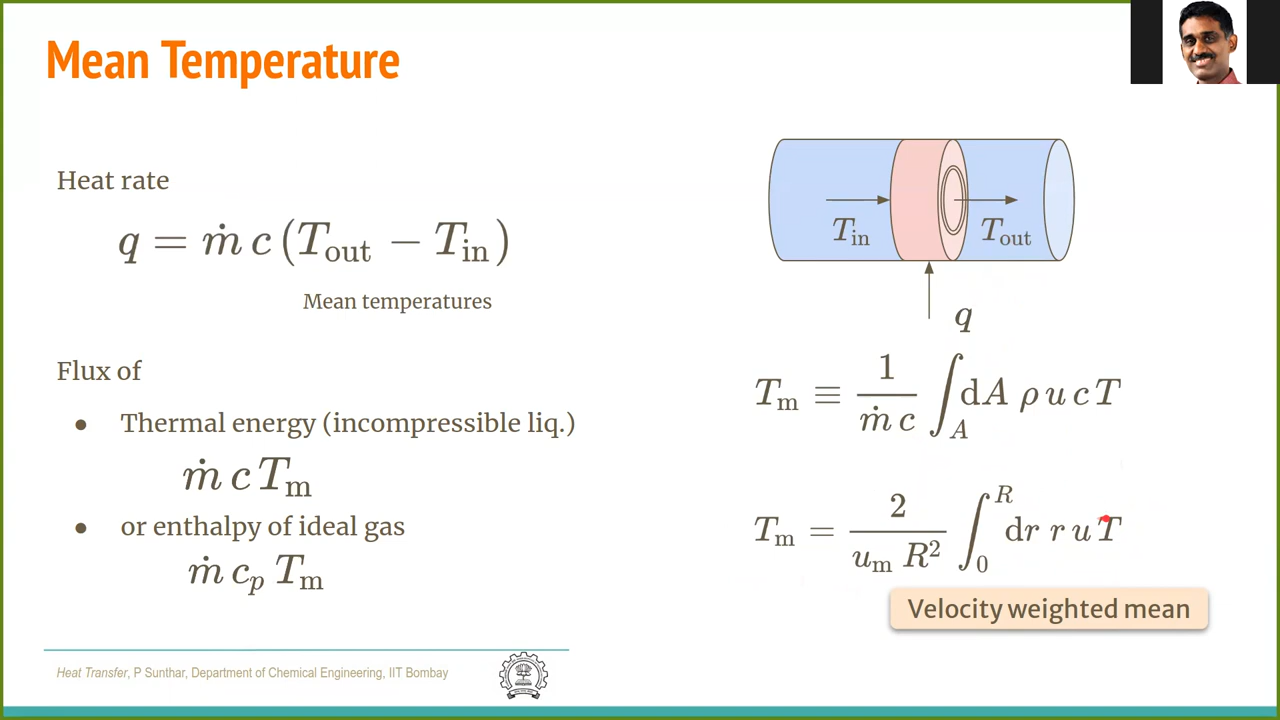 Mean Temperature
Heat rate
q = ṁ c (T_out − T_in)
Mean temperatures
Flux of
● Thermal energy (incompressible liq.)
ṁ c T_m
● or enthalpy of ideal gas
ṁ c_p T_m
T_in
T_out
q
T_m ≡ 1/(ṁ c) ∫_A dA ρ u c T
T_m = 2/(u_m R²) ∫_0^R dr r u T
Velocity weighted mean
Heat Transfer, P Sunthar, Department of Chemical Engineering, IIT Bombay